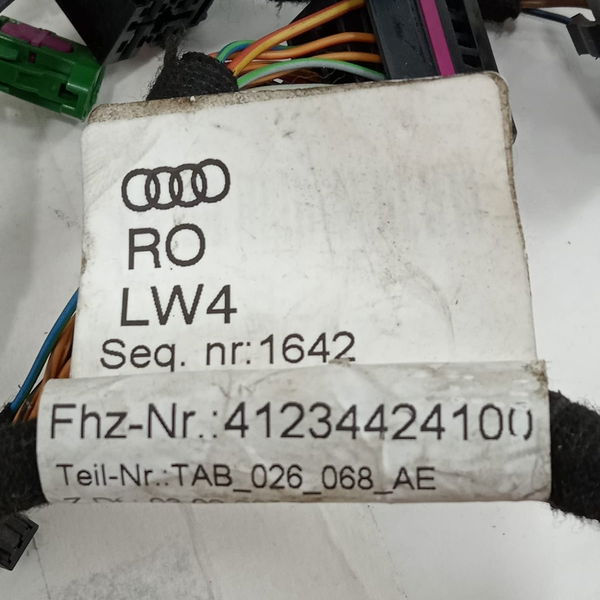 RO
LW4
Seq. nr:1642
Fhz-Nr.:41234424100
Teil-Nr.:TAB_026_068_AE